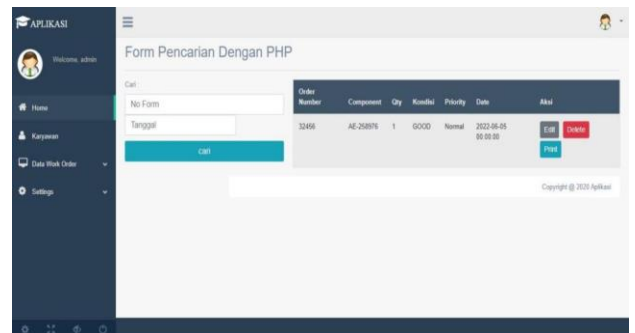 APLIKASI
Welcome, admin
Home
Karyawan
Data Work Order
Settings
Form Pencarian Dengan PHP
Cari :
No Form
Tanggal
cari
Order Number Component Qty Kondisi Priority Date Aksi
32456 AE-258976 1 GOOD Normal 2022-06-05 00:00:00 Edit Delete
Print
Copyright @ 2020 Aplikasi